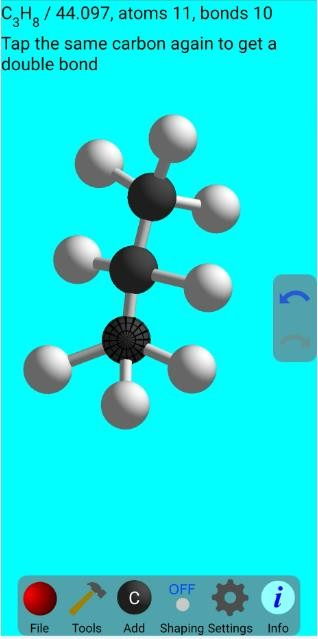 C₃H₈ / 44.097, atoms 11, bonds 10
Tap the same carbon again to get a
double bond
C
OFF
i
File Tools Add Shaping Settings Info